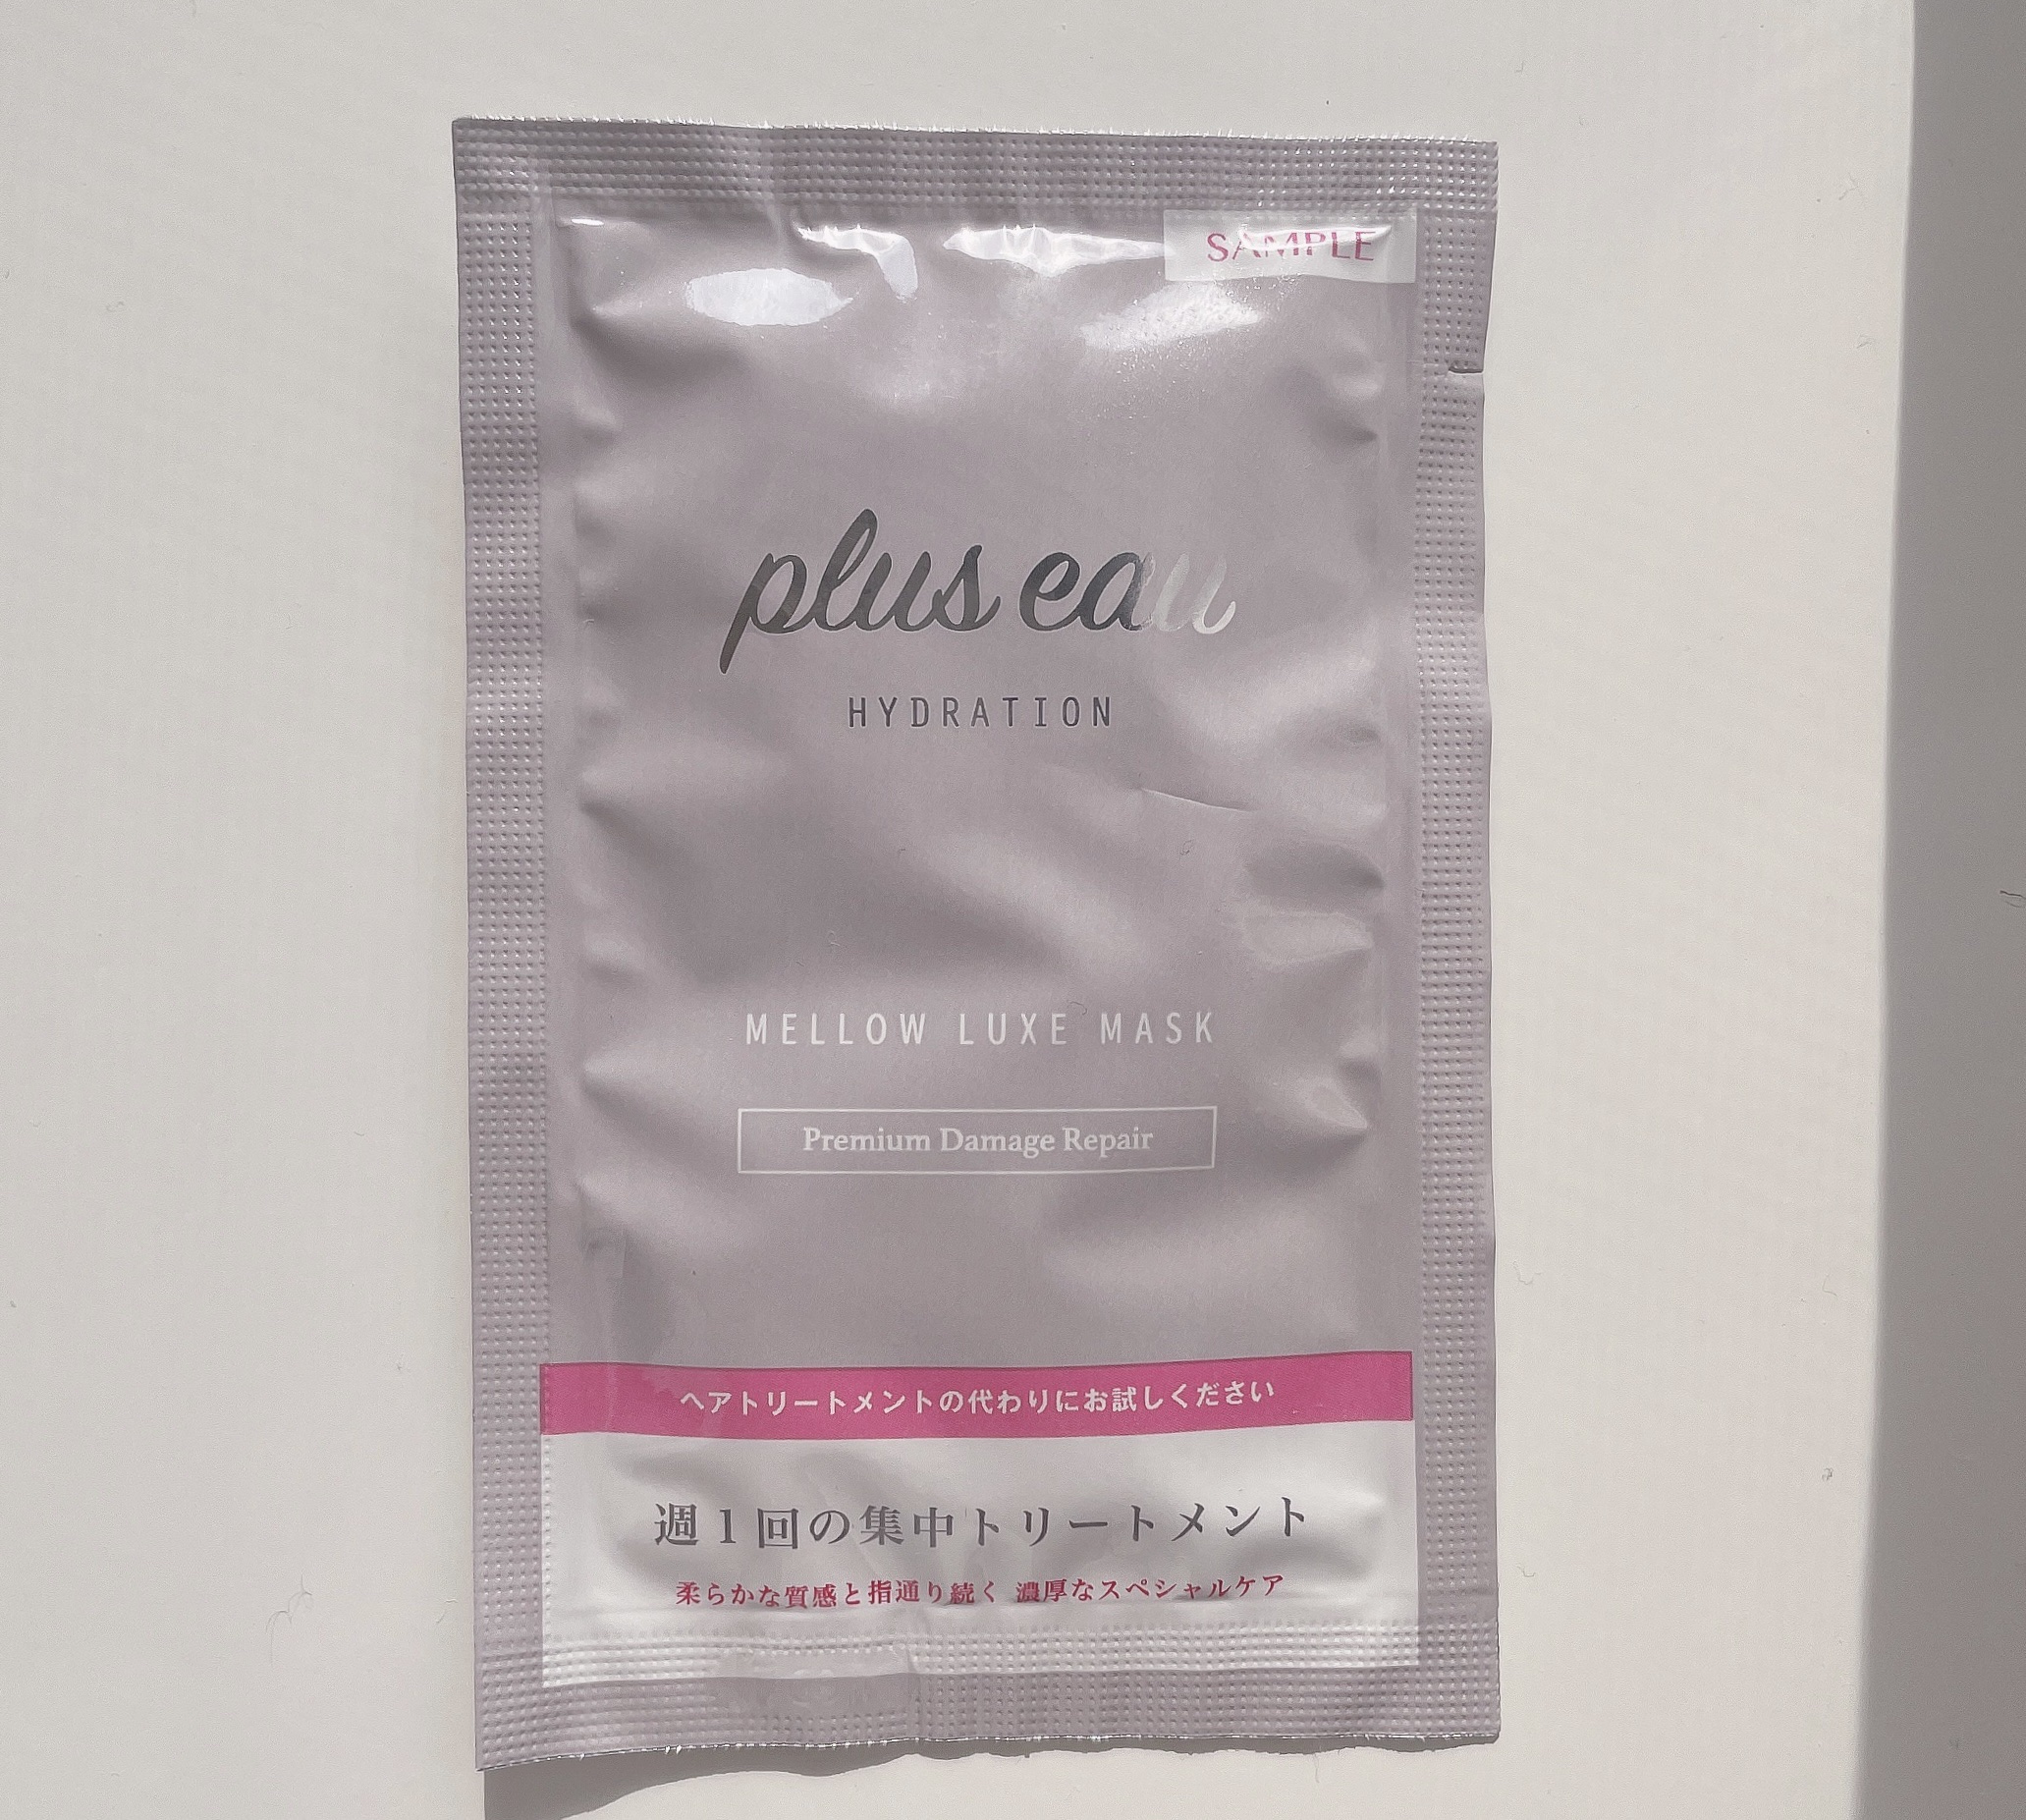 SAMPLE
plus eau
HYDRATION
MELLOW LUXE MASK
Premium Damage Repair
ヘアトリートメントの代わりにお試しください
週1回の集中トリートメント
柔らかな質感と指通り続く 濃厚なスペシャルケア